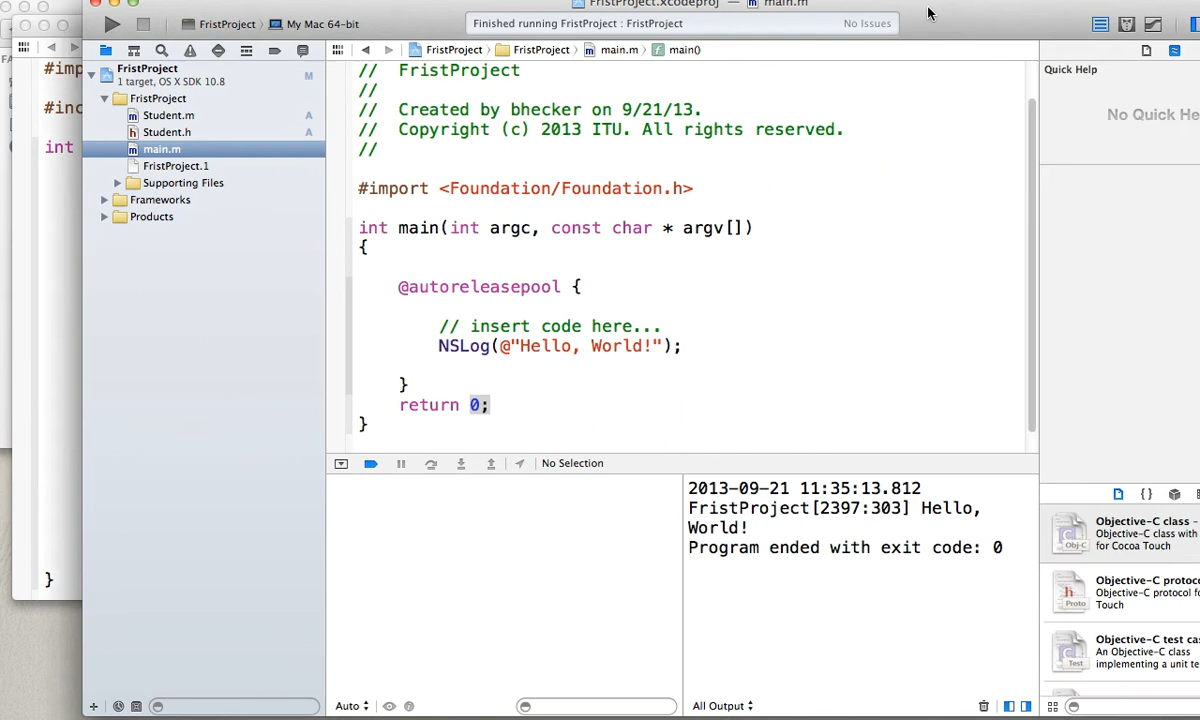 FristProject.xcodeproj — main.m
FristProject › My Mac 64-bit
Finished running FristProject : FristProject
No Issues
FristProject › FristProject › main.m › main()
FristProject
1 target, OS X SDK 10.8
M
FristProject
Student.m A
Student.h A
main.m
FristProject.1
Supporting Files
Frameworks
Products
#imp
#inc
int
}
// FristProject
//
// Created by bhecker on 9/21/13.
// Copyright (c) 2013 ITU. All rights reserved.
//
#import <Foundation/Foundation.h>
int main(int argc, const char * argv[])
{
@autoreleasepool {
// insert code here...
NSLog(@"Hello, World!");
}
return 0;
}
No Selection
2013-09-21 11:35:13.812
FristProject[2397:303] Hello,
World!
Program ended with exit code: 0
Auto
All Output
Quick Help
No Quick He
{}
Objective-C class -
Objective-C class with
for Cocoa Touch
Obj-C
Objective-C protoco
Objective-C protocol fo
Touch
h
Proto
Objective-C test cas
An Objective-C class
implementing a unit te
Test